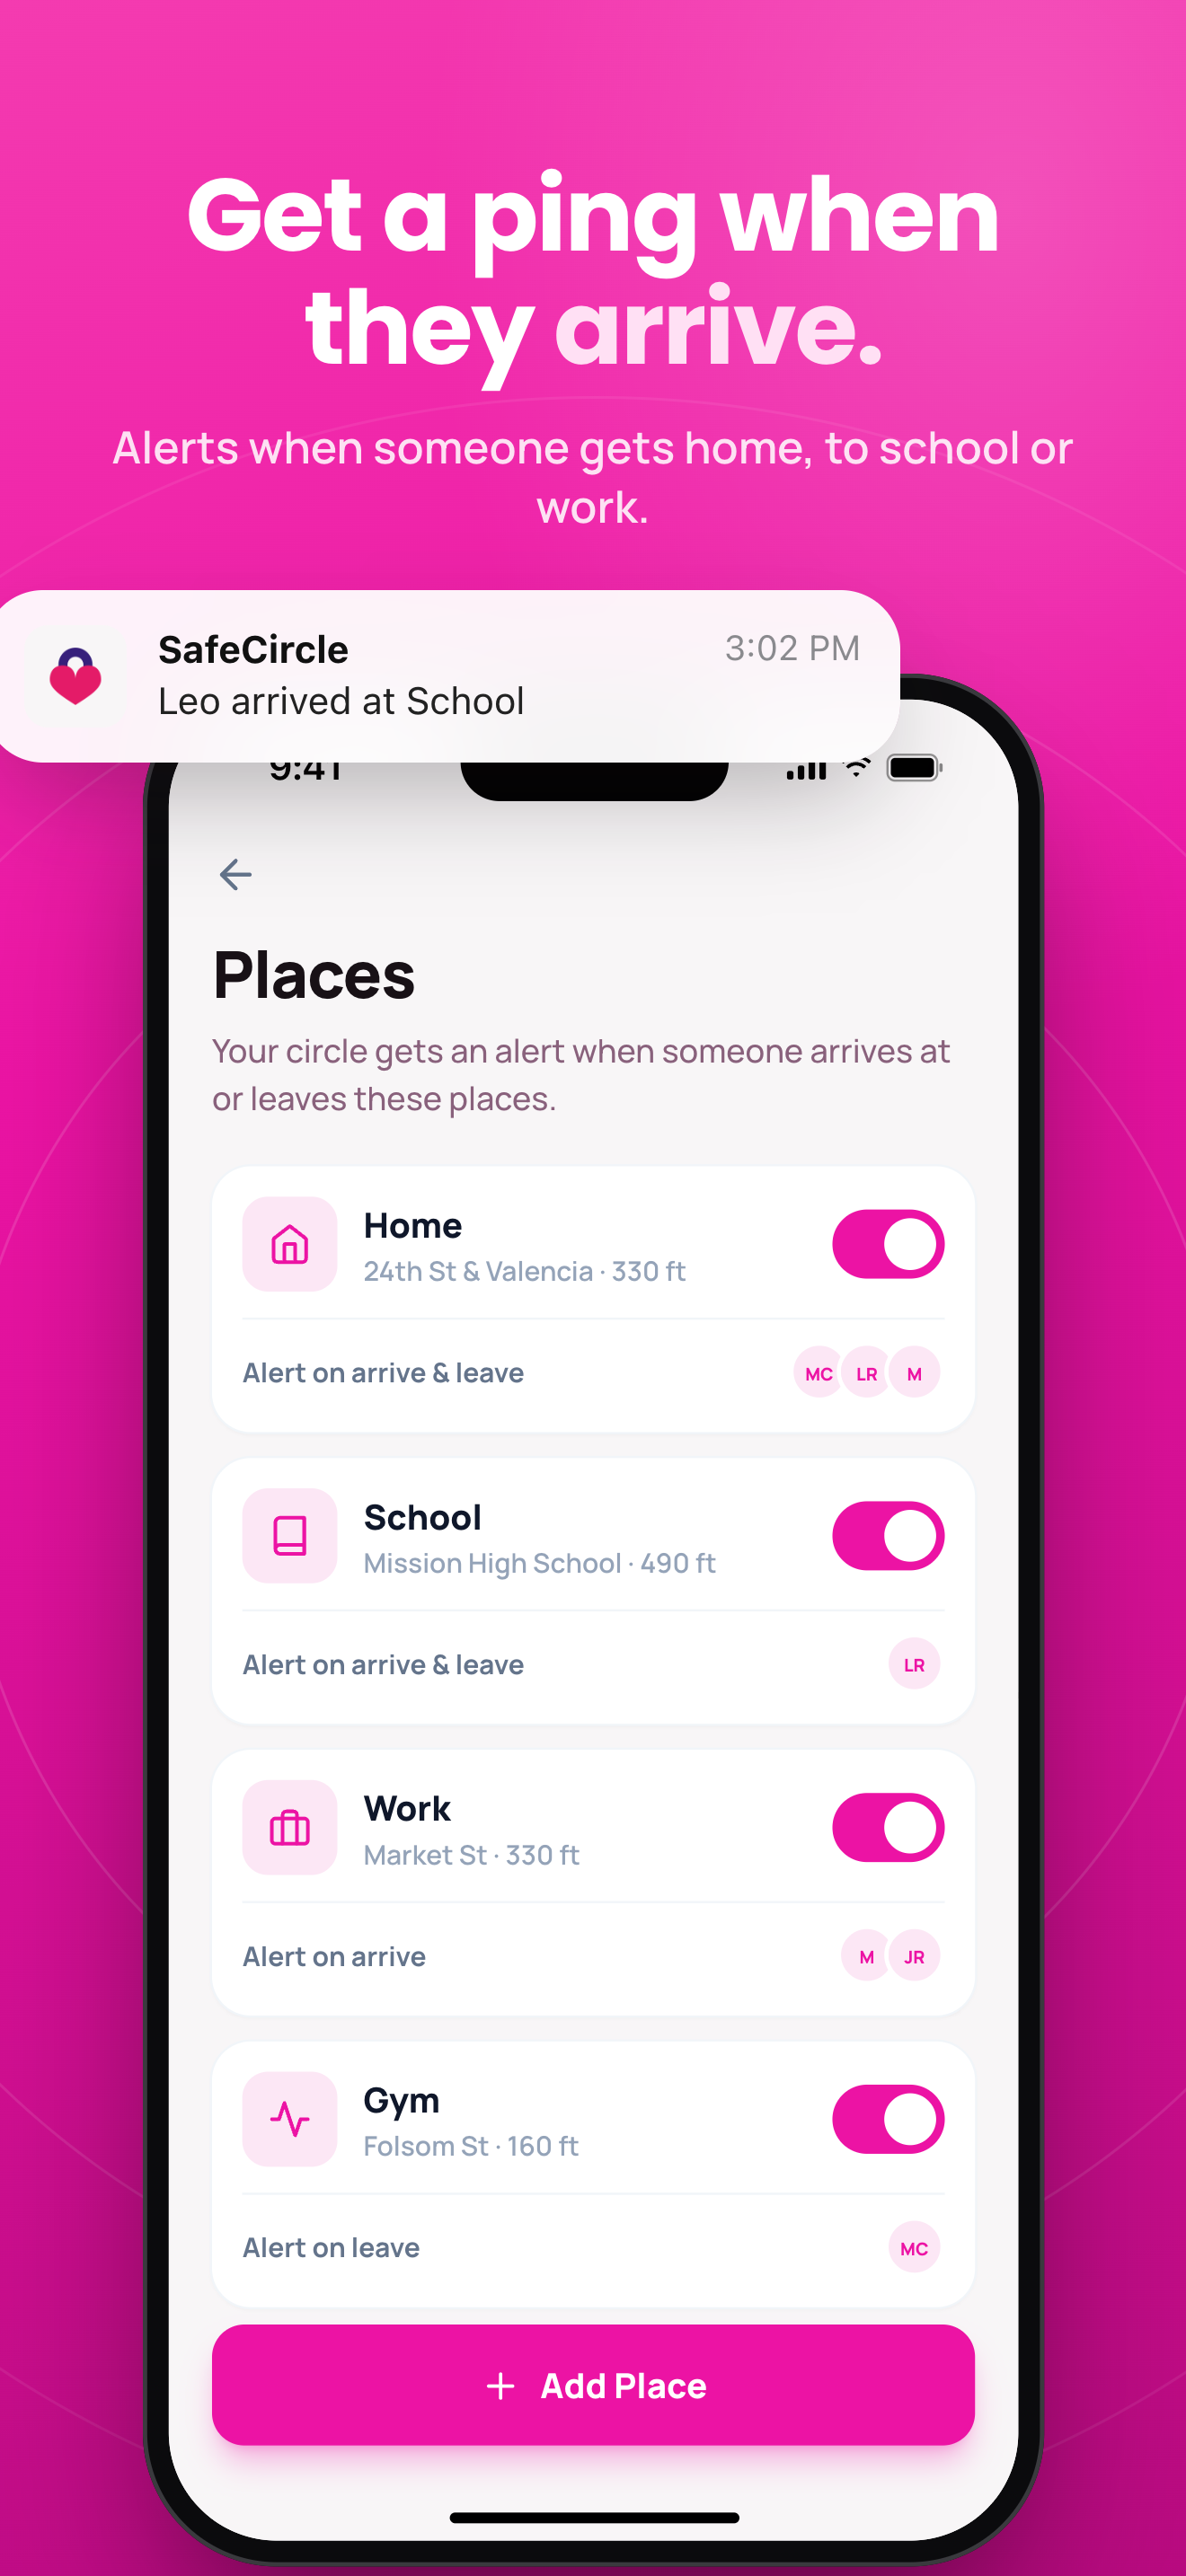 Get a ping when
they arrive.
Alerts when someone gets home, to school or
work.
SafeCircle
3:02 PM
Leo arrived at School
9:41
Places
Your circle gets an alert when someone arrives at
or leaves these places.
Home
24th St & Valencia · 330 ft
Alert on arrive & leave
MC LR M
School
Mission High School · 490 ft
Alert on arrive & leave
LR
Work
Market St · 330 ft
Alert on arrive
M JR
Gym
Folsom St · 160 ft
Alert on leave
MC
+ Add Place